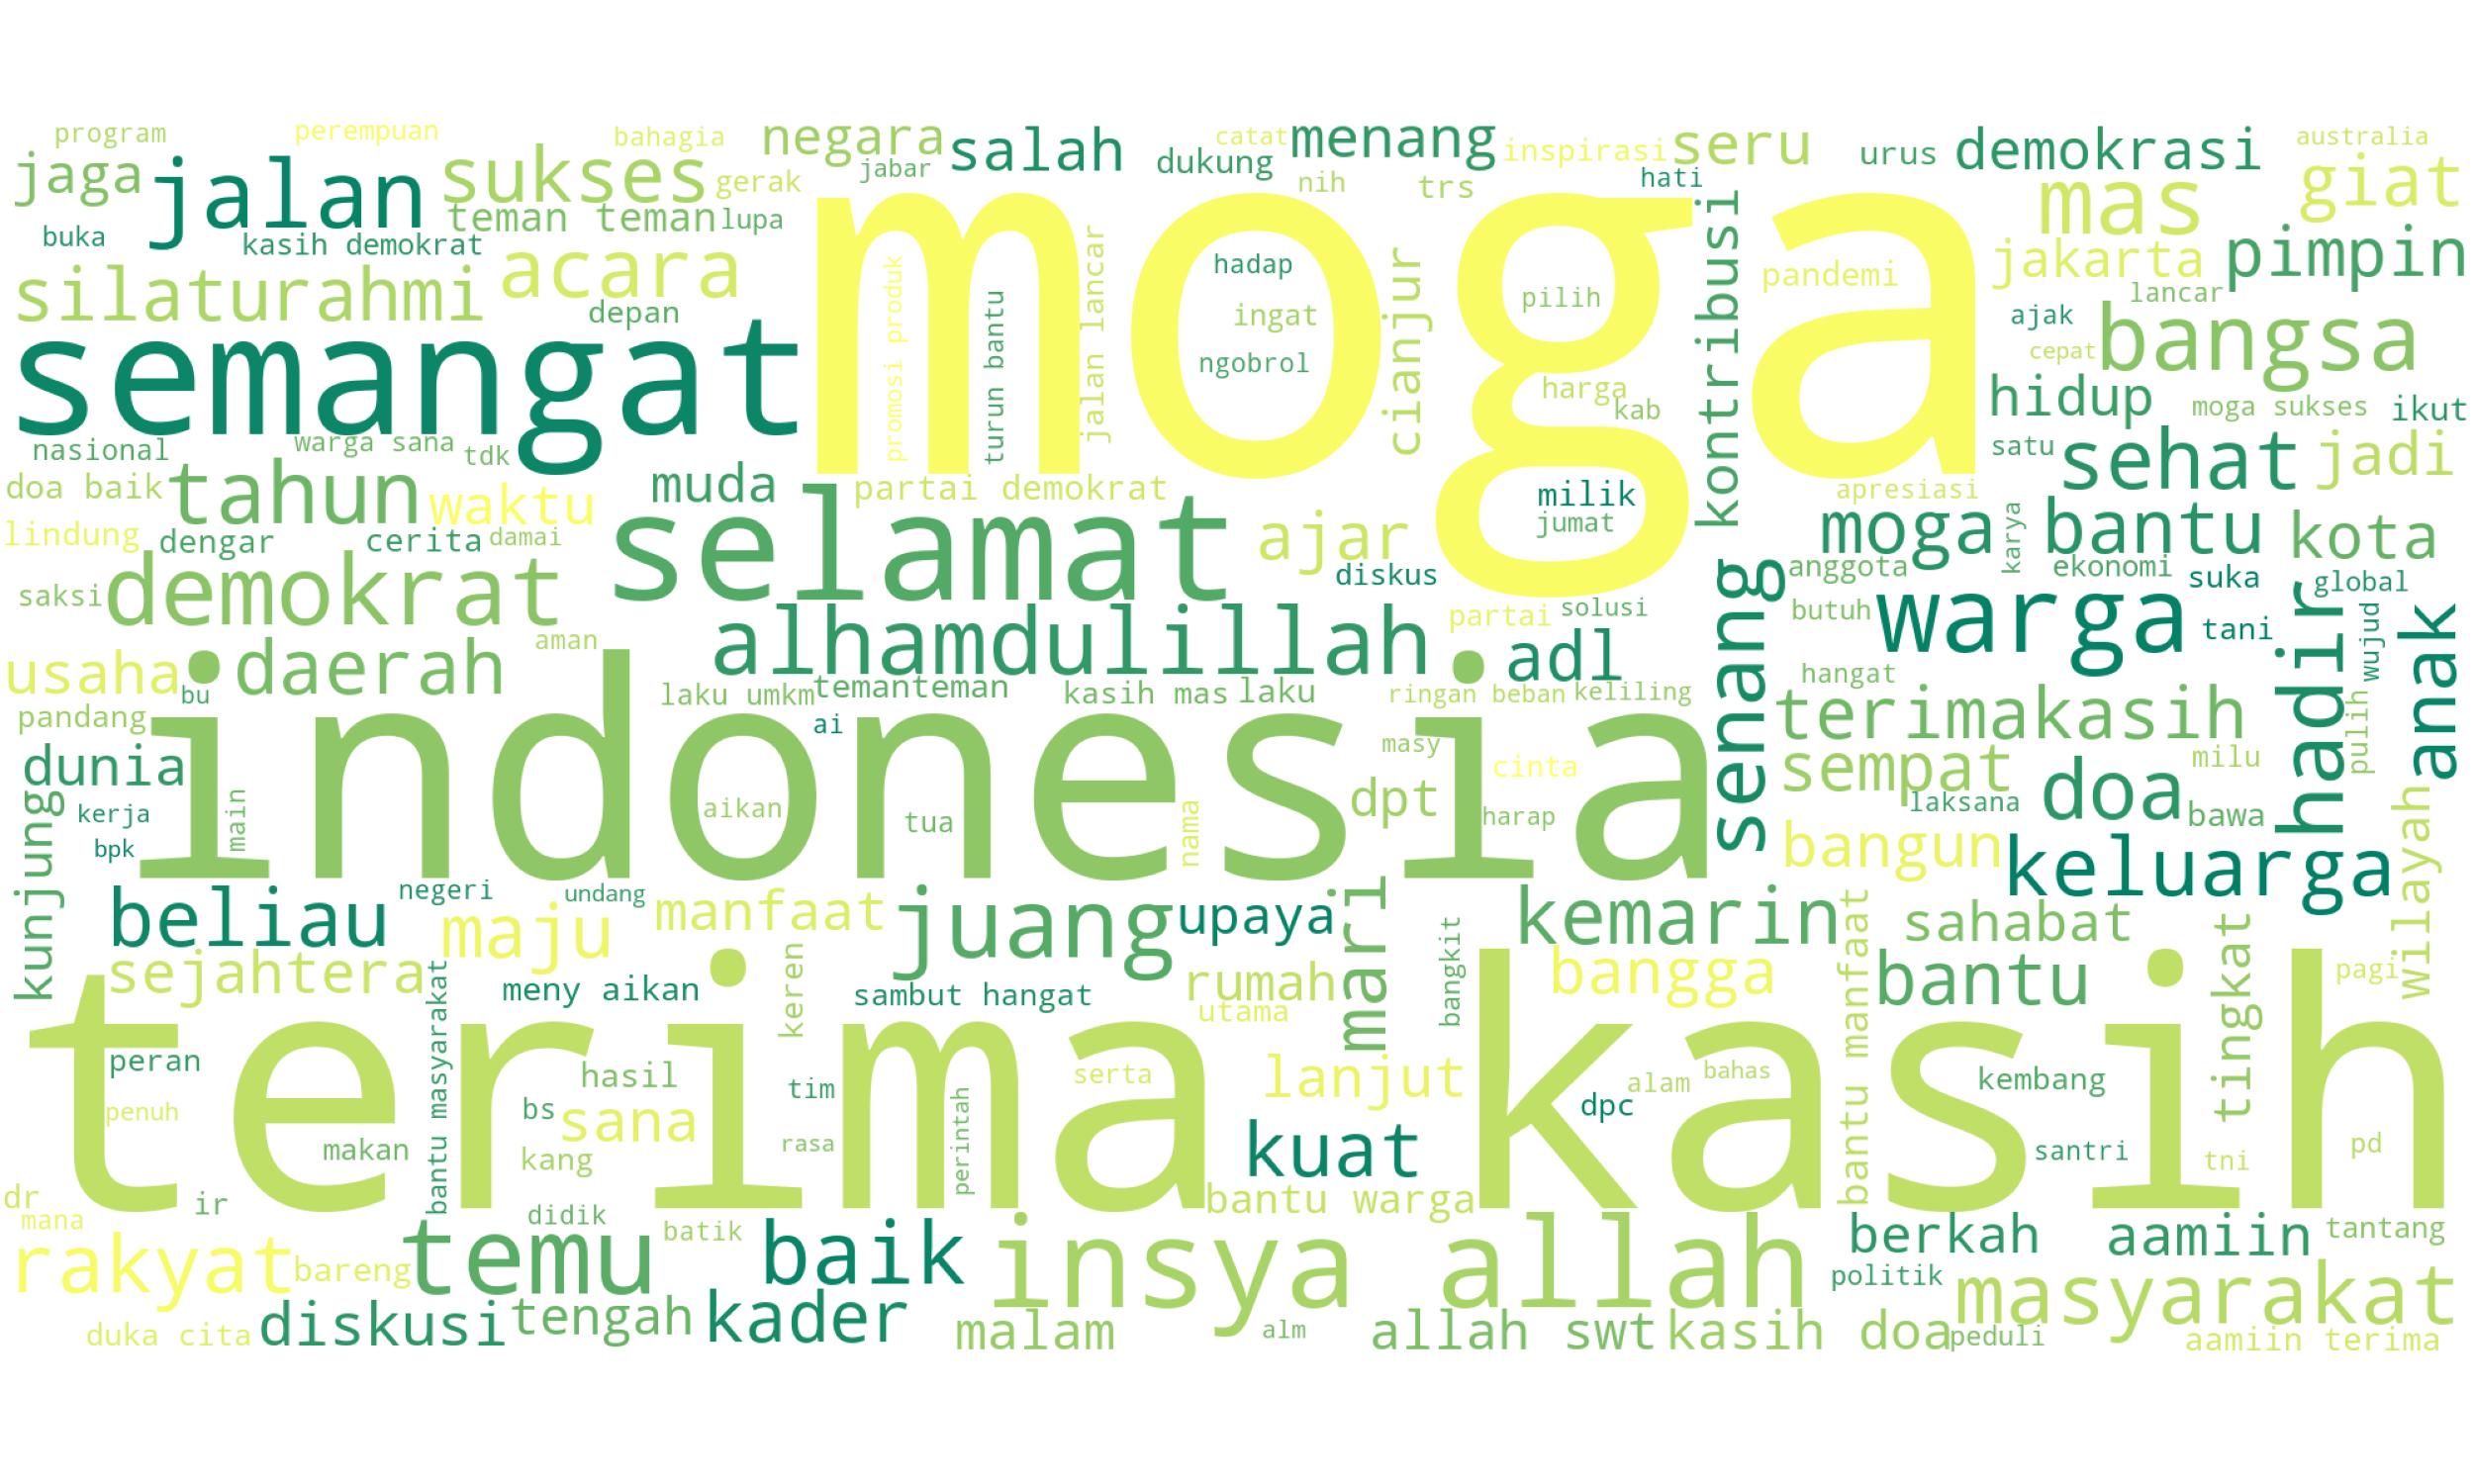 program
perempuan
bahagia
negara
salah
catat
menang
inspirasi
seru
urus
demokrasi
australia
jaga
jalan
sukses
gerak
jabar
dukung
nih
trs
hati
mas
giat
buka
kasih demokrat
teman teman
lupa
moga
kontribusi
jakarta
pimpin
silaturahmi
acara
depan
promosi produk
turun bantu
jalan lancar
hadap
ingat
ngobrol
cianjur
pilih
harga
kab
pandemi
lancar
ajak
cepat
bangsa
semangat
hidup
moga sukses
ikut
nasional
warga sana
tdk
satu
sehat
jadi
doa baik
tahun
waktu
muda
partai demokrat
milik
jumat
apresiasi
lindung
dengar
cerita
damai
selamat
ajar
diskus
moga
karya
bantu
kota
saksi
demokrat
anggota
ekonomi
suka
global
aman
alhamdulillah
partai
solusi
adl
senang
butuh
warga
tani
hadir
wujud
anak
usaha
bu
daerah
laku umkm
temanteman
kasih mas
laku
ringan beban
keliling
hangat
pandang
indonesia
ai
terimakasih
pulih
dunia
masy
cinta
sempat
milu
kunjung
kerja
main
aikan
tua
nama
dpt
harap
laksana
doa
bawa
bpk
bangun
keluarga
wilayah
beliau
negeri
undang
manfaat
juang
upaya
mari
kemarin
bantu manfaat
sahabat
maju
sejahtera
bantu masyarakat
meny aikan
keren
sambut hangat
rumah
utama
bangkit
bangga
bantu
tingkat
pagi
terima kasih
peran
penuh
hasil
bs
sana
tim
serta
lanjut
alam
bahas
dpc
kembang
makan
kang
rasa
perintah
kuat
santri
tni
pd
dr
mana
ir
didik
batik
bantu warga
rakyat
bareng
temu
baik
insya allah
berkah
aamiin
tantang
politik
masyarakat
duka cita
diskusi
tengah
kader
malam
alm
allah swt
kasih doa
peduli
aamiin terima